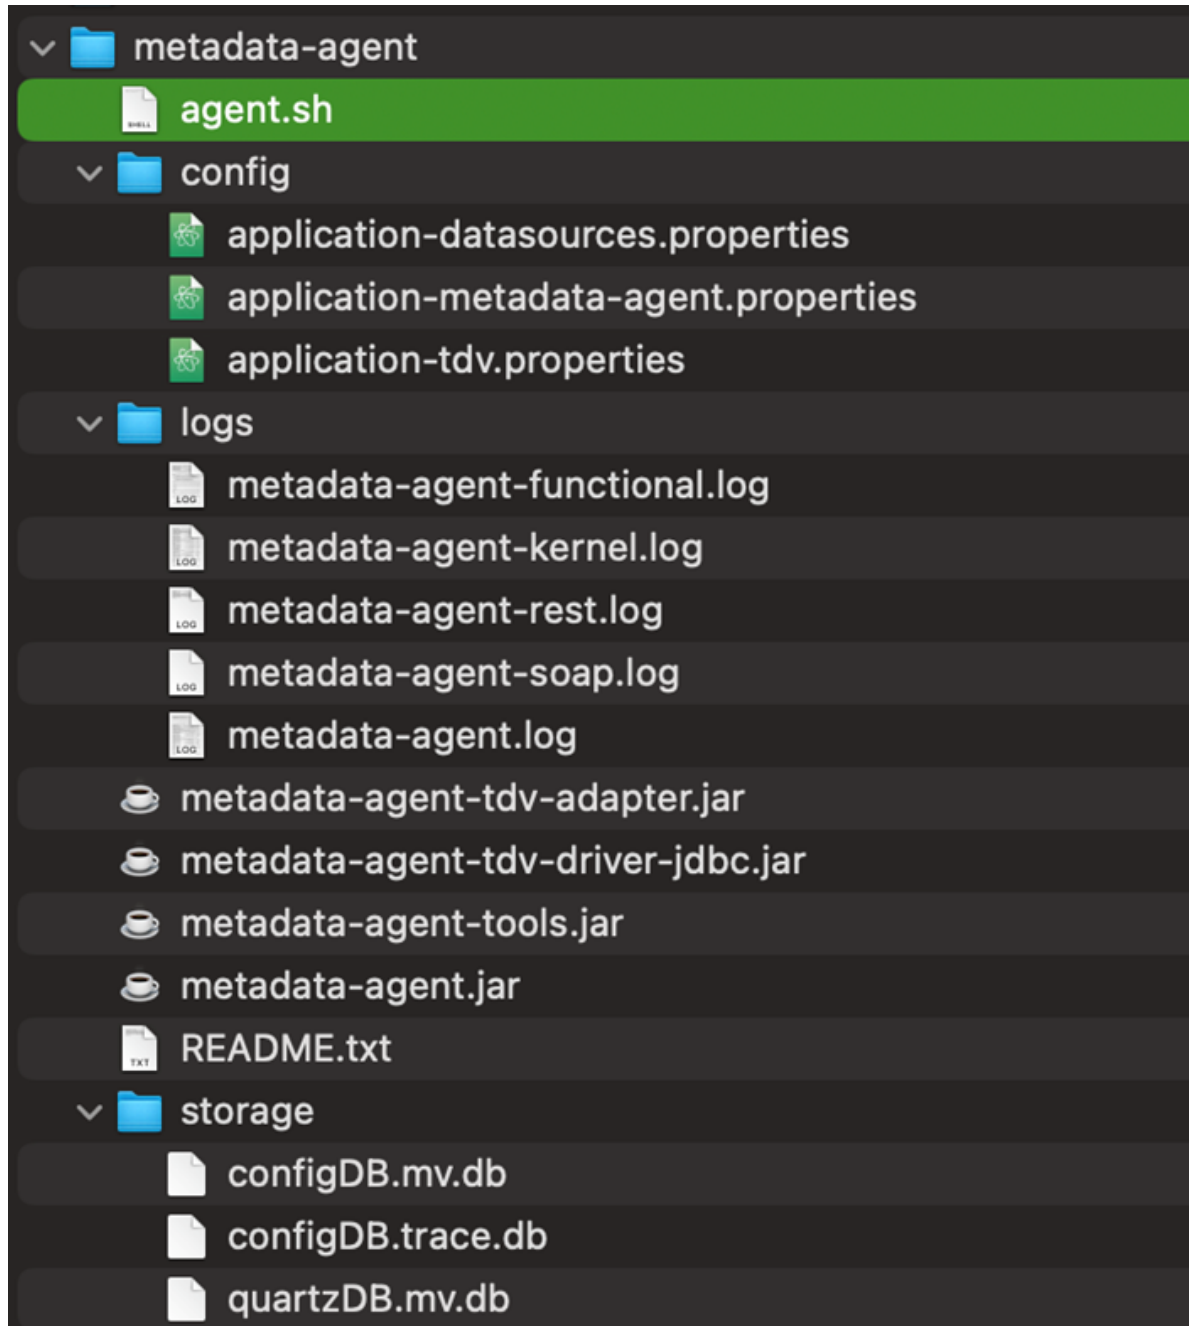 metadata-agent
agent.sh
config
application-datasources.properties
application-metadata-agent.properties
application-tdv.properties
logs
metadata-agent-functional.log
metadata-agent-kernel.log
metadata-agent-rest.log
metadata-agent-soap.log
metadata-agent.log
metadata-agent-tdv-adapter.jar
metadata-agent-tdv-driver-jdbc.jar
metadata-agent-tools.jar
metadata-agent.jar
README.txt
storage
configDB.mv.db
configDB.trace.db
quartzDB.mv.db